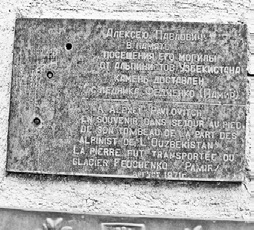 АЛЕКСЕЮ ПАВЛОВИЧУ
В ПАМЯТЬ
ПОСЕЩЕНИЯ ЕГО МОГИЛЫ
ОТ АЛЬПИНИСТОВ УЗБЕКИСТАНА
КАМЕНЬ ДОСТАВЛЕН
С ЛЕДНИКА ФЕДЧЕНКО (ПАМИР)
A ALEXEI PAVLOVITCH
EN SOUVENIR DANS SEJOUR AU PIED
DE SON TOMBEAU DE LA PART DES
ALPINIST DE L'OUZBEKISTAN
LA PIERRE FUT TRANSPORTEE DU
GLACIER FEDCHENKO /PAMIR/
1971